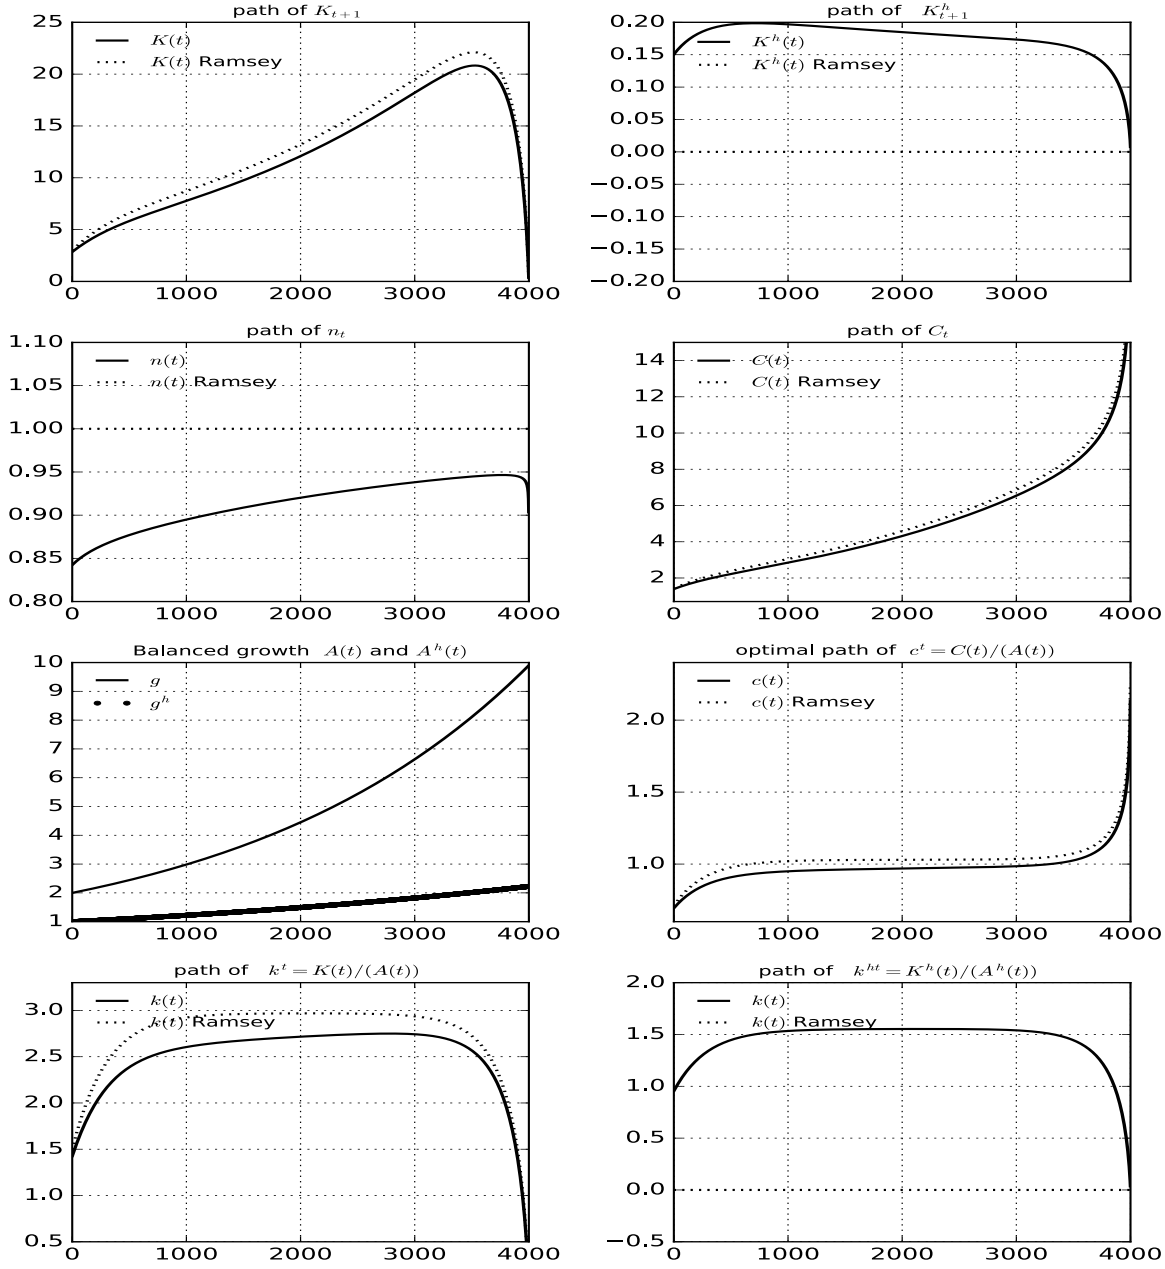 path of K_{t+1}
K(t)
K(t) Ramsey
25
20
15
10
5
0
0 1000 2000 3000 4000
path of K^h_{t+1}
K^h(t)
K^h(t) Ramsey
0.20
0.15
0.10
0.05
0.00
−0.05
−0.10
−0.15
−0.20
0 1000 2000 3000 4000
path of n_t
n(t)
n(t) Ramsey
1.10
1.05
1.00
0.95
0.90
0.85
0.80
0 1000 2000 3000 4000
path of C_t
C(t)
C(t) Ramsey
14
12
10
8
6
4
2
0 1000 2000 3000 4000
Balanced growth A(t) and A^h(t)
g
g^h
10
9
8
7
6
5
4
3
2
1
0 1000 2000 3000 4000
optimal path of c^t = C(t)/(A(t))
c(t)
c(t) Ramsey
2.0
1.5
1.0
0 1000 2000 3000 4000
path of k^t = K(t)/(A(t))
k(t)
k(t) Ramsey
3.0
2.5
2.0
1.5
1.0
0.5
0 1000 2000 3000 4000
path of k^{ht} = K^h(t)/(A^h(t))
k(t)
k(t) Ramsey
2.0
1.5
1.0
0.5
0.0
−0.5
0 1000 2000 3000 4000